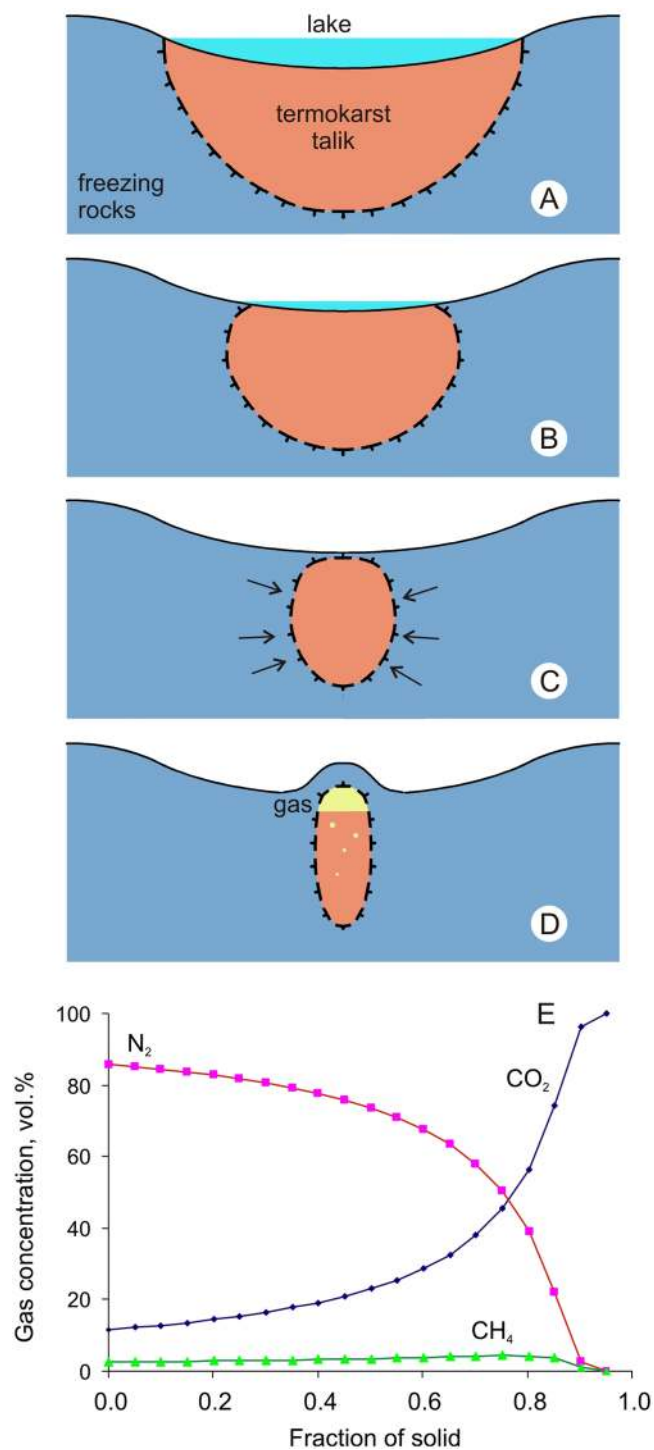 lake
termokarst
talik
freezing
rocks
A
B
C
gas
D
E
N₂
CO₂
CH₄
100
80
60
40
20
0
Gas concentration, vol.%
0.0 0.2 0.4 0.6 0.8 1.0
Fraction of solid